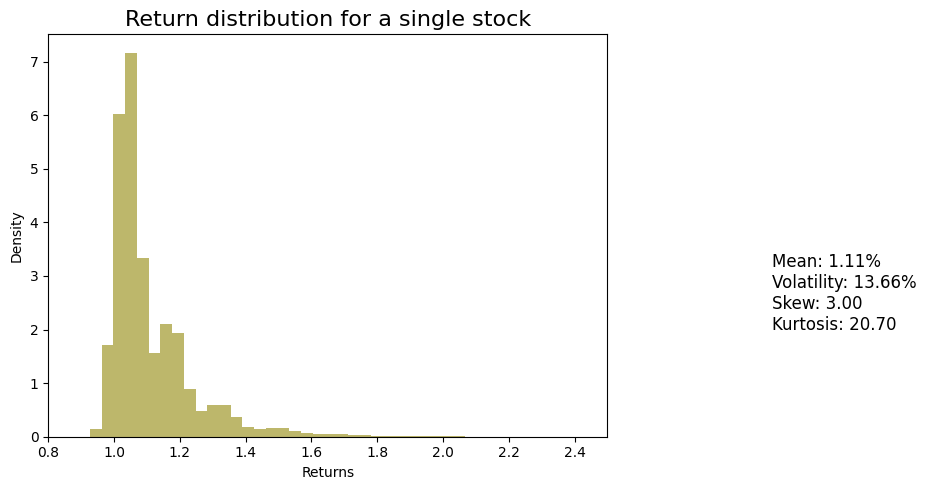 Return distribution for a single stock
7
6
5
4
3
2
1
0
Density
0.8 1.0 1.2 1.4 1.6 1.8 2.0 2.2 2.4
Returns
Mean: 1.11%
Volatility: 13.66%
Skew: 3.00
Kurtosis: 20.70